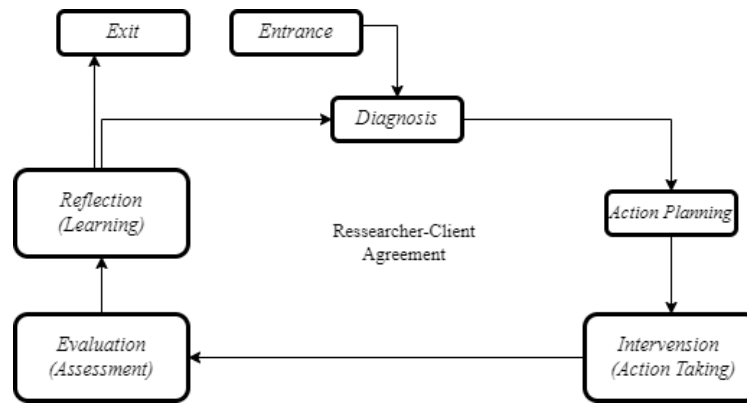 Exit
Entrance
Diagnosis
Reflection
(Learning)
Action Planning
Ressearcher-Client
Agreement
Evaluation
(Assessment)
Intervension
(Action Taking)